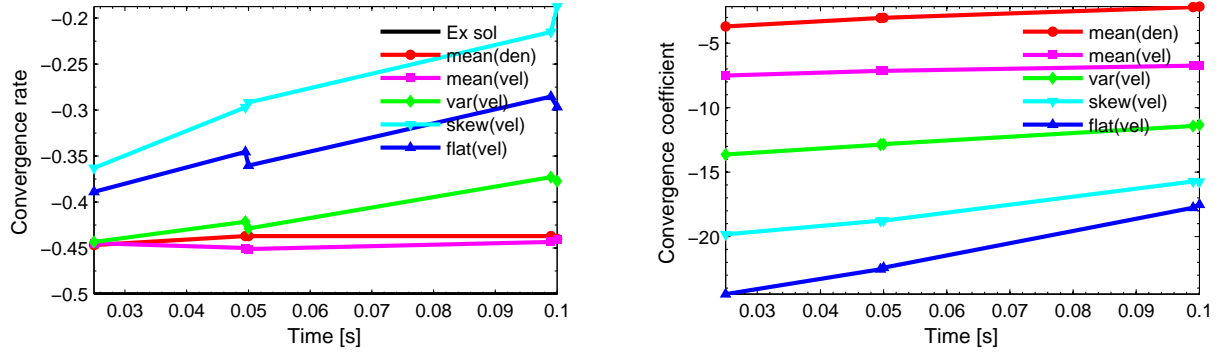 −0.2
−0.25
−0.3
−0.35
−0.4
−0.45
−0.5
Convergence rate
Ex sol
mean(den)
mean(vel)
var(vel)
skew(vel)
flat(vel)
0.03 0.04 0.05 0.06 0.07 0.08 0.09 0.1
Time [s]
−5
−10
−15
−20
Convergence coefficient
mean(den)
mean(vel)
var(vel)
skew(vel)
flat(vel)
0.03 0.04 0.05 0.06 0.07 0.08 0.09 0.1
Time [s]